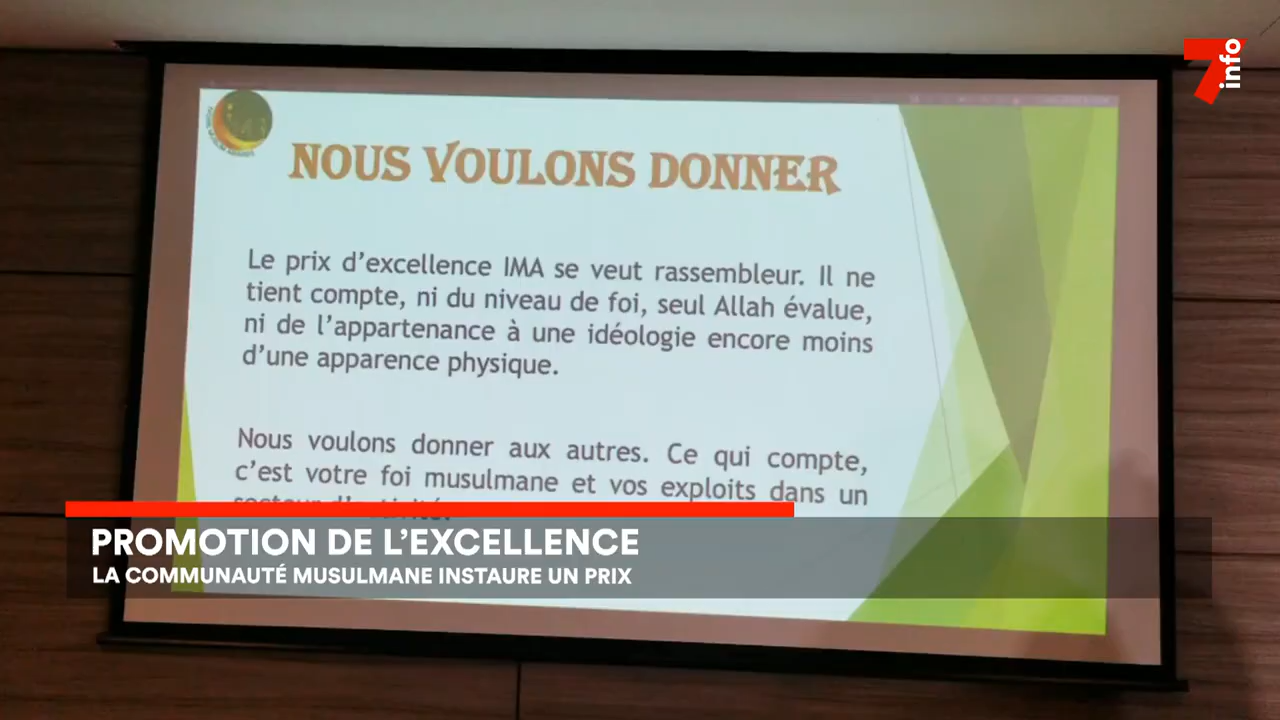 7info
NOUS VOULONS DONNER
Le prix d'excellence IMA se veut rassembleur. Il ne
tient compte, ni du niveau de foi, seul Allah évalue,
ni de l'appartenance à une idéologie encore moins
d'une apparence physique.
Nous voulons donner aux autres. Ce qui compte,
c'est votre foi musulmane et vos exploits dans un
PROMOTION DE L'EXCELLENCE
LA COMMUNAUTÉ MUSULMANE INSTAURE UN PRIX